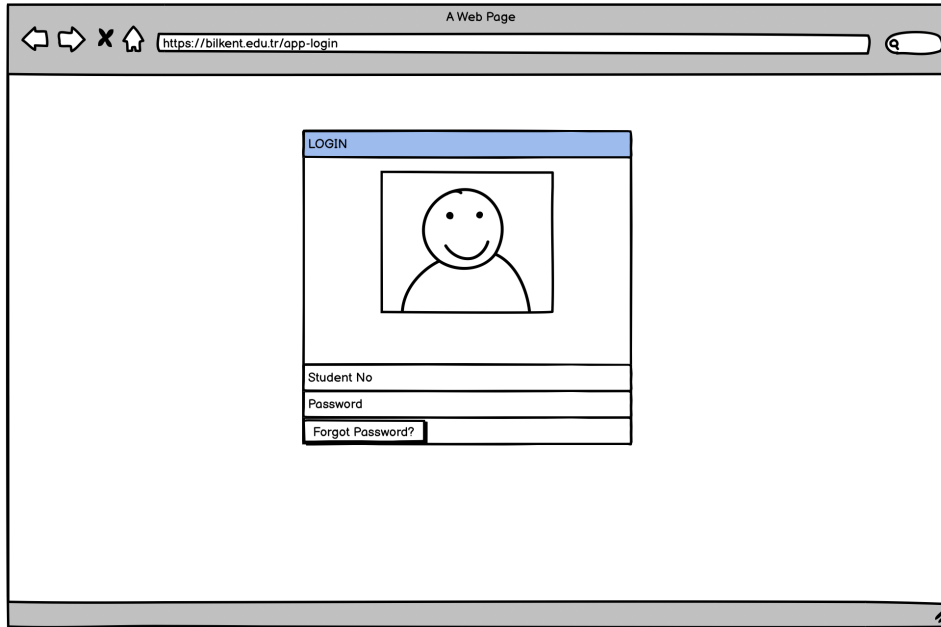 A Web Page
https://bilkent.edu.tr/app-login
LOGIN
Student No
Password
Forgot Password?